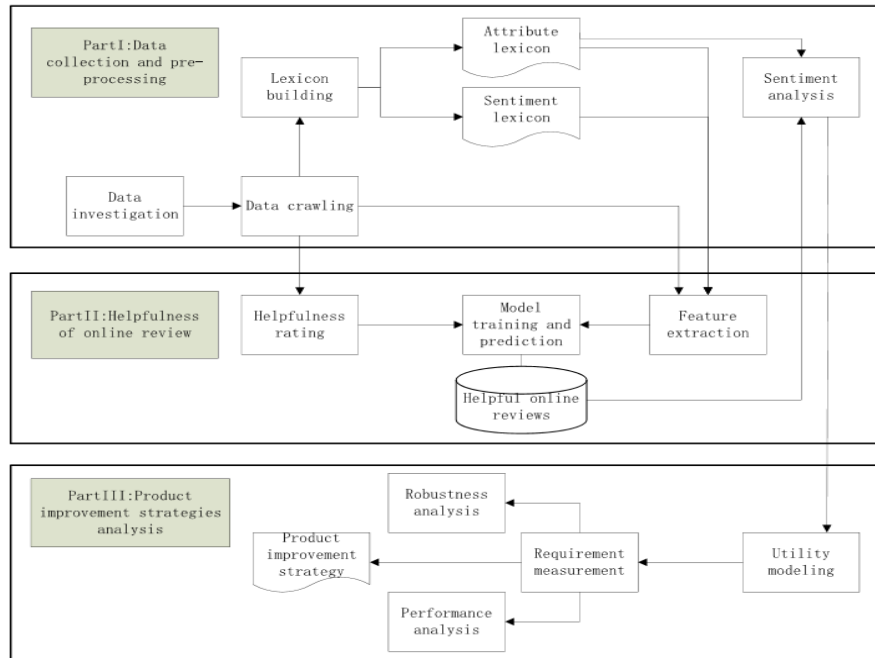 PartI:Data
collection and pre-
processing
Lexicon
building
Attribute
lexicon
Sentiment
lexicon
Sentiment
analysis
Data
investigation
Data crawling
PartII:Helpfulness
of online review
Helpfulness
rating
Model
training and
prediction
Feature
extraction
Helpful online
reviews
PartIII:Product
improvement strategies
analysis
Robustness
analysis
Product
improvement
strategy
Requirement
measurement
Utility
modeling
Performance
analysis